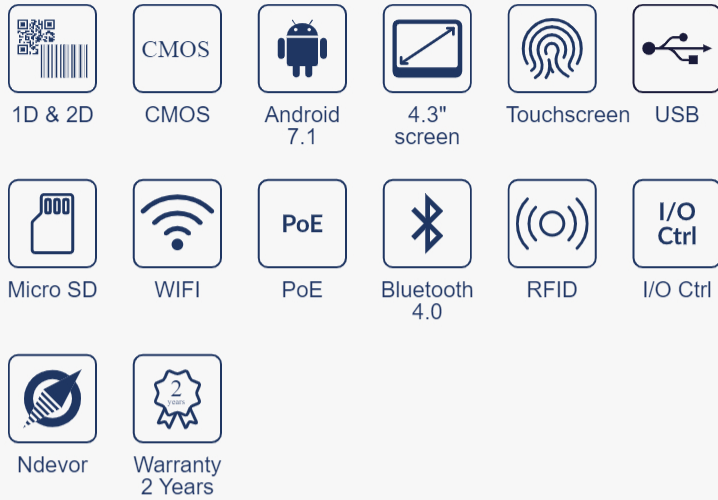 CMOS
1D & 2D
CMOS
Android
7.1
4.3"
screen
Touchscreen
USB
PoE
I/O
Ctrl
Micro SD
WIFI
PoE
Bluetooth
4.0
RFID
I/O Ctrl
2
years
Ndevor
Warranty
2 Years